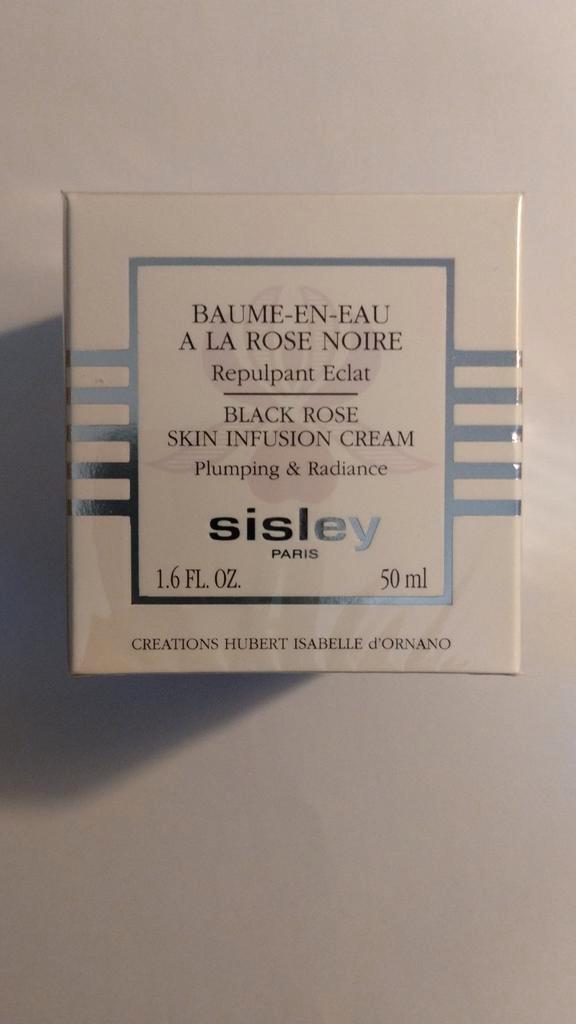 BAUME-EN-EAU
A LA ROSE NOIRE
Repulpant Eclat
BLACK ROSE
SKIN INFUSION CREAM
Plumping & Radiance
sisley
PARIS
1.6 FL. OZ. 50 ml
CREATIONS HUBERT ISABELLE d'ORNANO